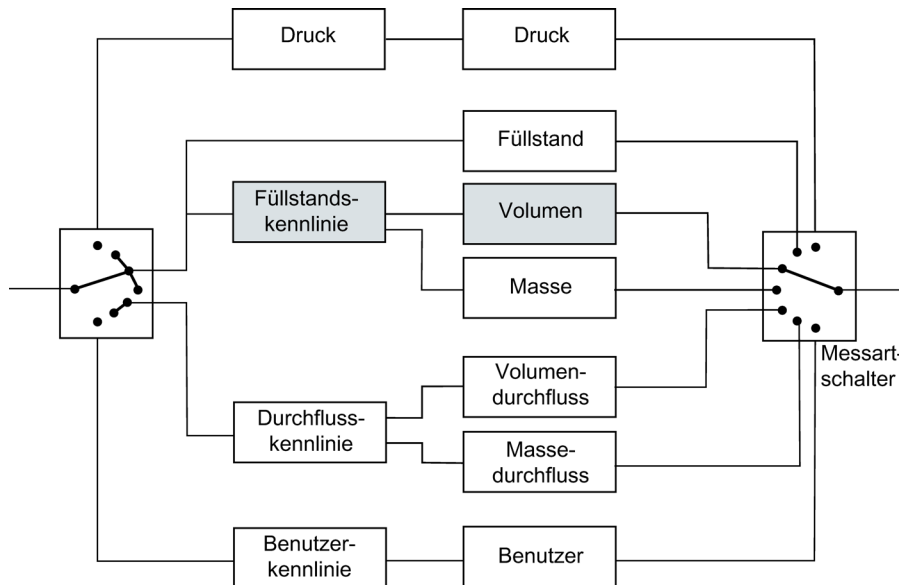 Druck
Druck
Füllstand
Füllstands-
kennlinie
Volumen
Masse
Messart-
schalter
Volumen-
durchfluss
Durchfluss-
kennlinie
Masse-
durchfluss
Benutzer-
kennlinie
Benutzer